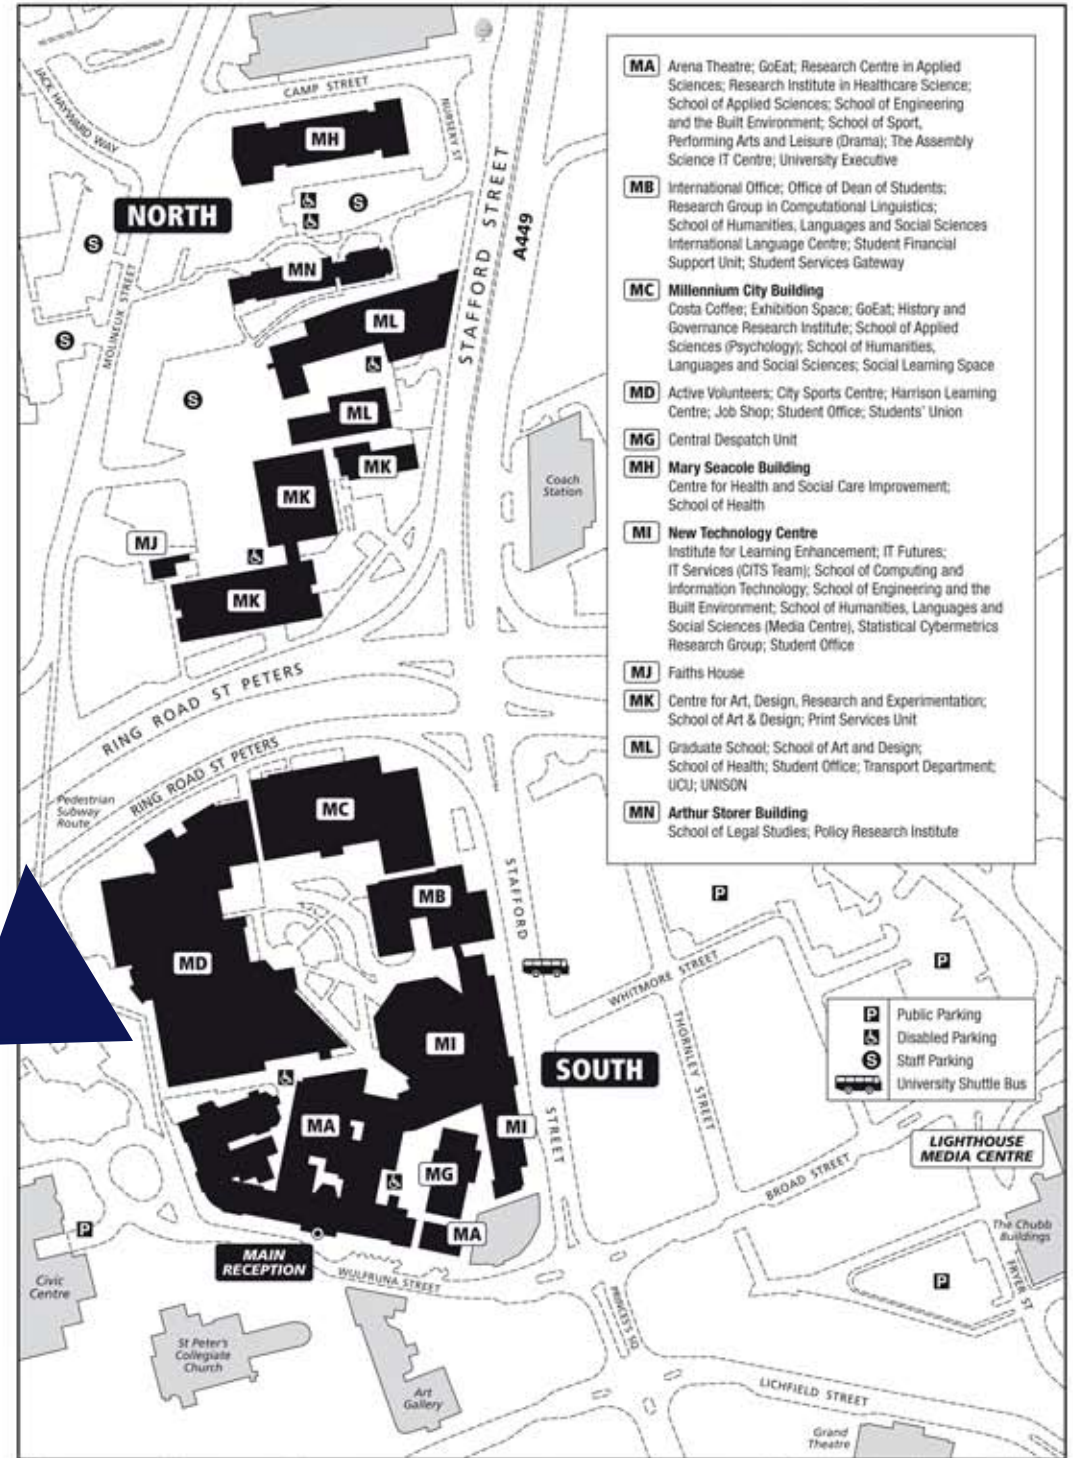 CAMP STREET
JACK HAYWARD WAY
NURSERY ST
MH
NORTH
S
S
STAFFORD STREET
A449
MN
MOLINEUX STREET
ML
S
S
ML
MK
MK
Coach
Station
MJ
MK
RING ROAD ST PETERS
RING ROAD ST PETERS
Pedestrian
Subway
Route
MC
MB
STAFFORD STREET
MD
WHITMORE STREET
MI
SOUTH
THORNLEY STREET
MA
MI
MG
BROAD STREET
MA
MAIN
RECEPTION
WULFRUNA STREET
P
Civic
Centre
St Peter's
Collegiate
Church
Art
Gallery
PRINCESS'S SQ
LICHFIELD STREET
Grand
Theatre
P
P
P
LIGHTHOUSE
MEDIA CENTRE
The Chubb
Buildings
FRYER ST
MA Arena Theatre; GoEat; Research Centre in Applied
Sciences; Research Institute in Healthcare Science;
School of Applied Sciences; School of Engineering
and the Built Environment; School of Sport,
Performing Arts and Leisure (Drama); The Assembly
Science IT Centre; University Executive
MB International Office; Office of Dean of Students;
Research Group in Computational Linguistics;
School of Humanities, Languages and Social Sciences
International Language Centre; Student Financial
Support Unit; Student Services Gateway
MC Millennium City Building
Costa Coffee; Exhibition Space; GoEat; History and
Governance Research Institute; School of Applied
Sciences (Psychology); School of Humanities,
Languages and Social Sciences; Social Learning Space
MD Active Volunteers; City Sports Centre; Harrison Learning
Centre; Job Shop; Student Office; Students' Union
MG Central Despatch Unit
MH Mary Seacole Building
Centre for Health and Social Care Improvement;
School of Health
MI New Technology Centre
Institute for Learning Enhancement; IT Futures;
IT Services (CITS Team); School of Computing and
Information Technology; School of Engineering and the
Built Environment; School of Humanities, Languages and
Social Sciences (Media Centre), Statistical Cybermetrics
Research Group; Student Office
MJ Faiths House
MK Centre for Art, Design, Research and Experimentation;
School of Art & Design; Print Services Unit
ML Graduate School; School of Art and Design;
School of Health; Student Office; Transport Department;
UCU; UNISON
MN Arthur Storer Building
School of Legal Studies; Policy Research Institute
P Public Parking
Disabled Parking
S Staff Parking
University Shuttle Bus